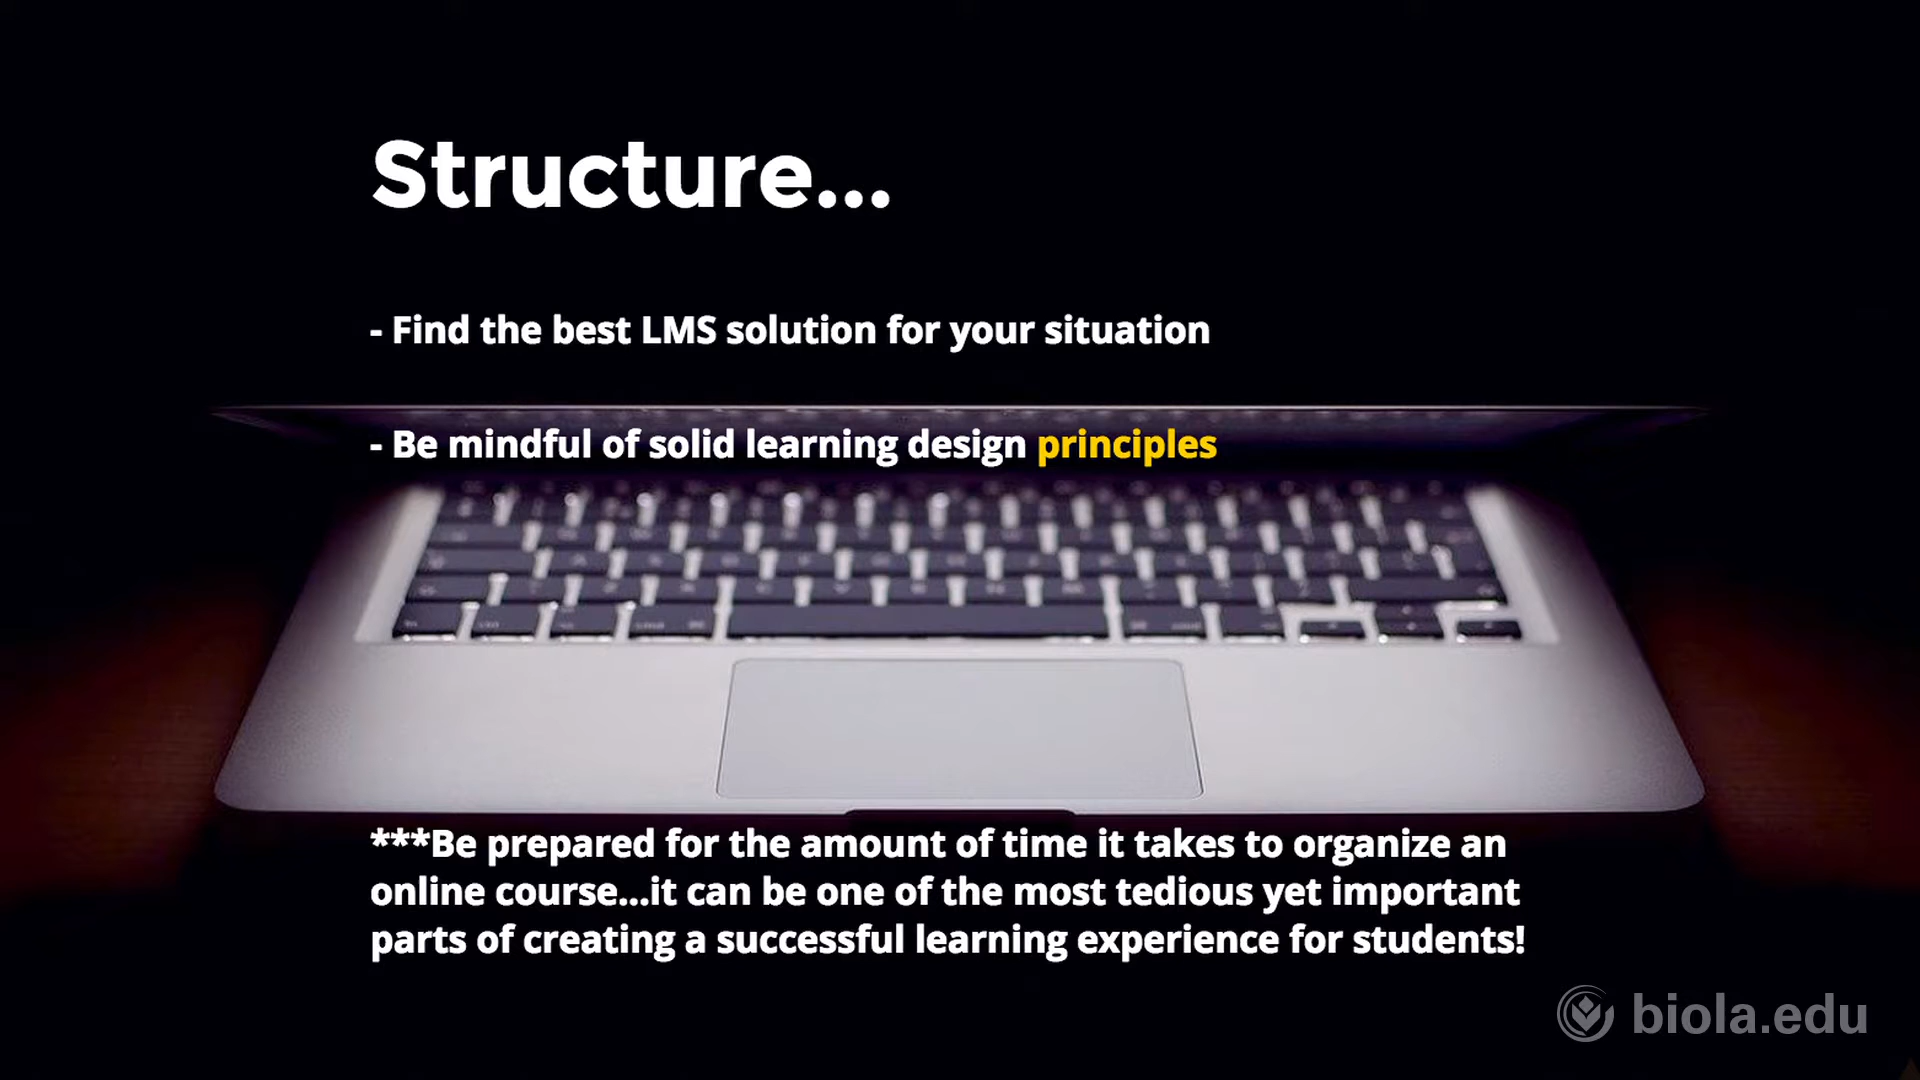 Structure...
- Find the best LMS solution for your situation
- Be mindful of solid learning design principles
***Be prepared for the amount of time it takes to organize an
online course...it can be one of the most tedious yet important
parts of creating a successful learning experience for students!
biola.edu